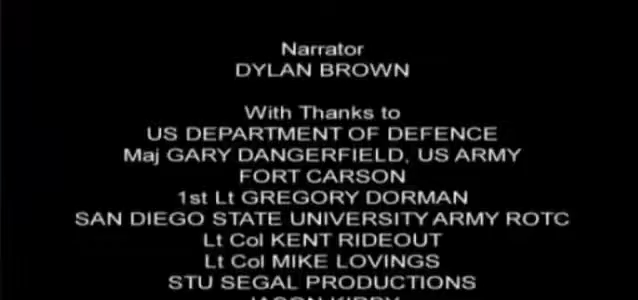 Narrator
DYLAN BROWN
With Thanks to
US DEPARTMENT OF DEFENCE
Maj GARY DANGERFIELD, US ARMY
FORT CARSON
1st Lt GREGORY DORMAN
SAN DIEGO STATE UNIVERSITY ARMY ROTC
Lt Col KENT RIDEOUT
Lt Col MIKE LOVINGS
STU SEGAL PRODUCTIONS